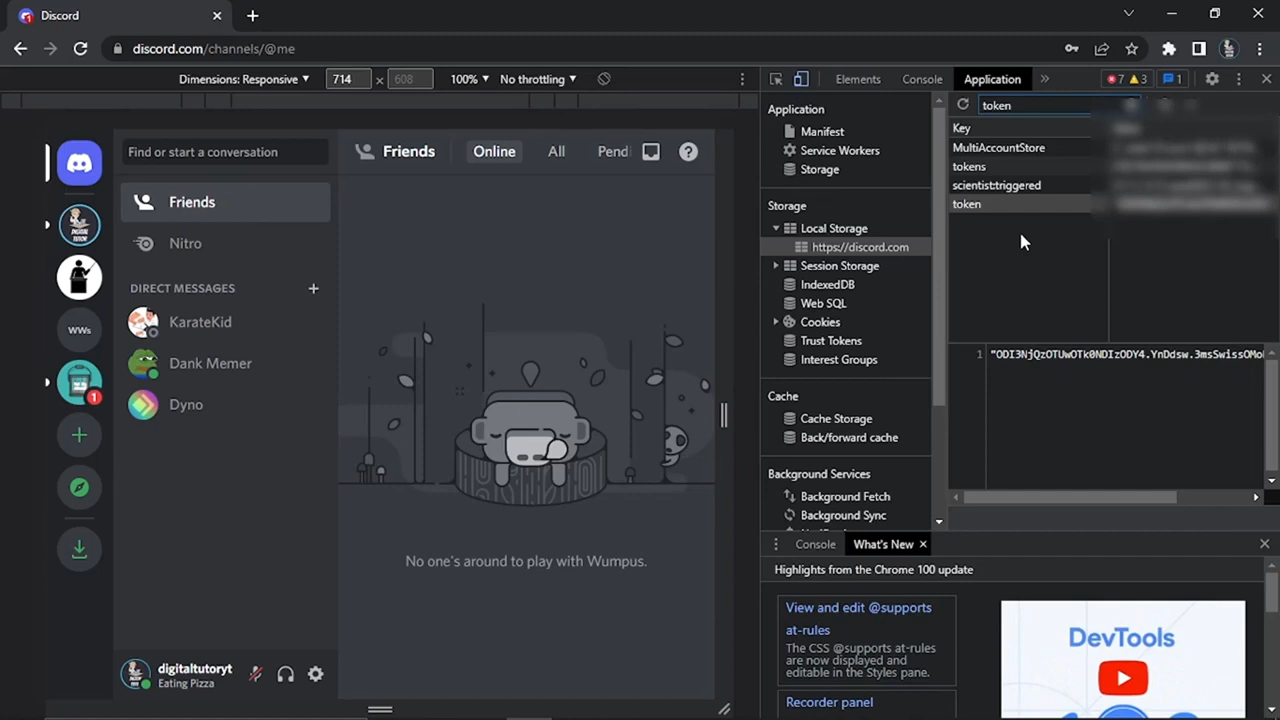 Discord
discord.com/channels/@me
Dimensions: Responsive 714 × 608 100% No throttling
Elements Console Application » 7 3 1
Find or start a conversation
Friends Online All Pendi
Friends
Nitro
DIRECT MESSAGES +
KarateKid
Dank Memer
Dyno
WWs
1
No one's around to play with Wumpus.
digitaltutoryt
Eating Pizza
Application
Manifest
Service Workers
Storage
Storage
Local Storage
https://discord.com
Session Storage
IndexedDB
Web SQL
Cookies
Trust Tokens
Interest Groups
Cache
Cache Storage
Back/forward cache
Background Services
Background Fetch
Background Sync
token
Key
MultiAccountStore
tokens
scientist:triggered
token
1
Console What's New ×
Highlights from the Chrome 100 update
View and edit @supports
at-rules
The CSS @supports at-rules
are now displayed and
editable in the Styles pane.
Recorder panel
DevTools